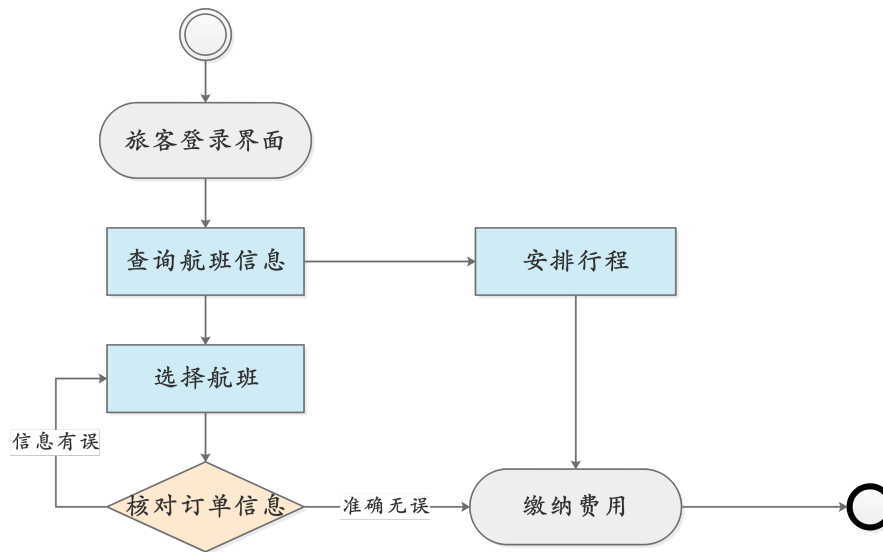 旅客登录界面
查询航班信息
安排行程
选择航班
信息有误
核对订单信息
准确无误
缴纳费用